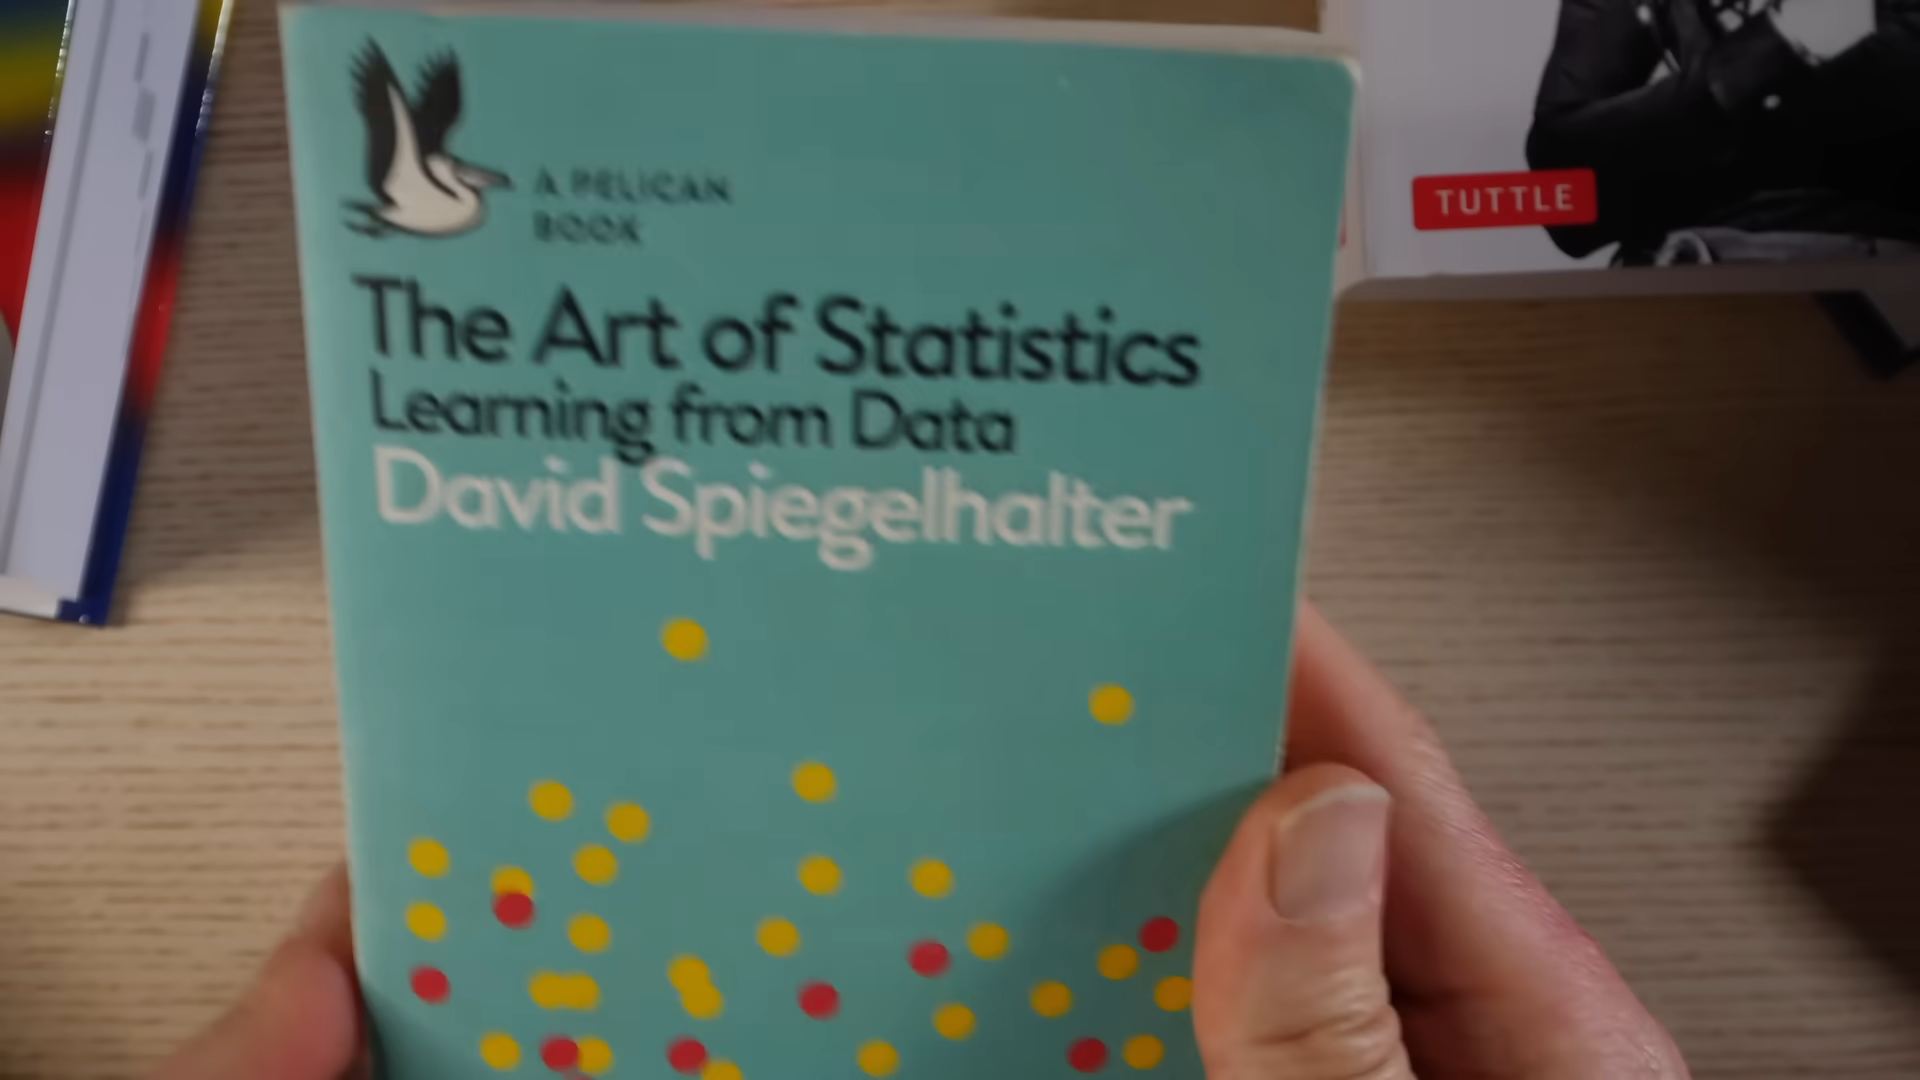 A PELICAN
BOOK
The Art of Statistics
Learning from Data
David Spiegelhalter
TUTTLE